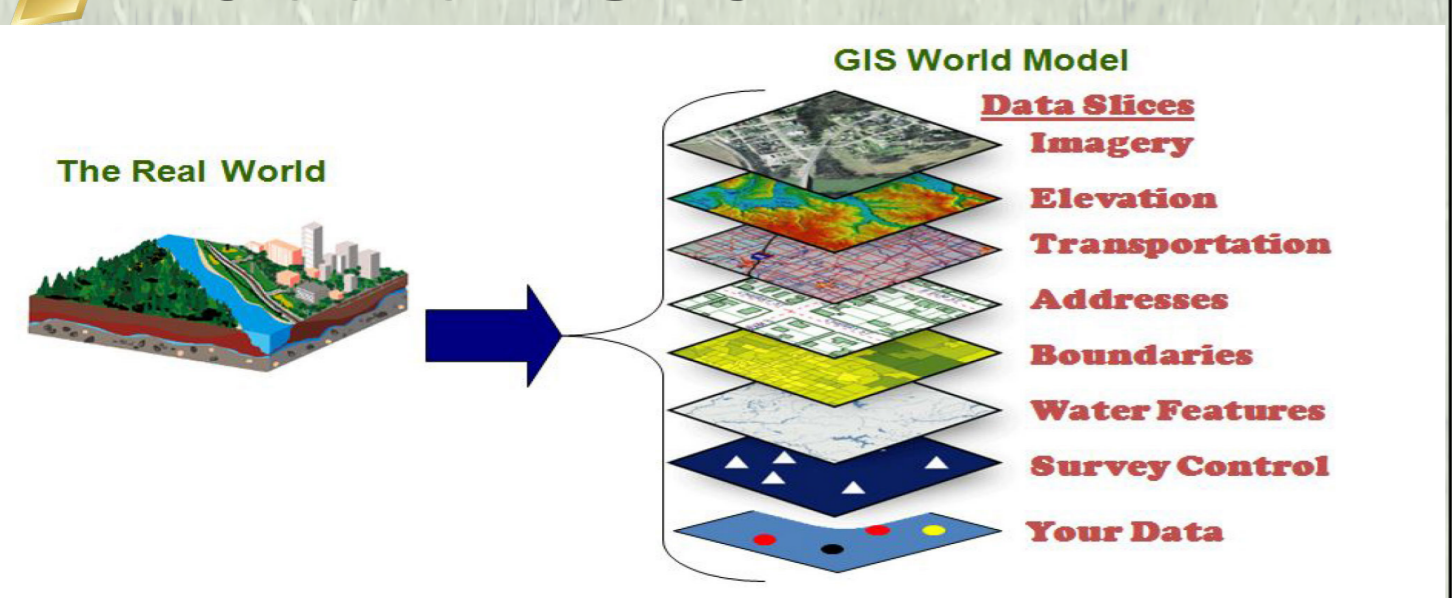 GIS World Model
Data Slices
The Real World
Imagery
Elevation
Transportation
Addresses
Boundaries
Water Features
Survey Control
Your Data